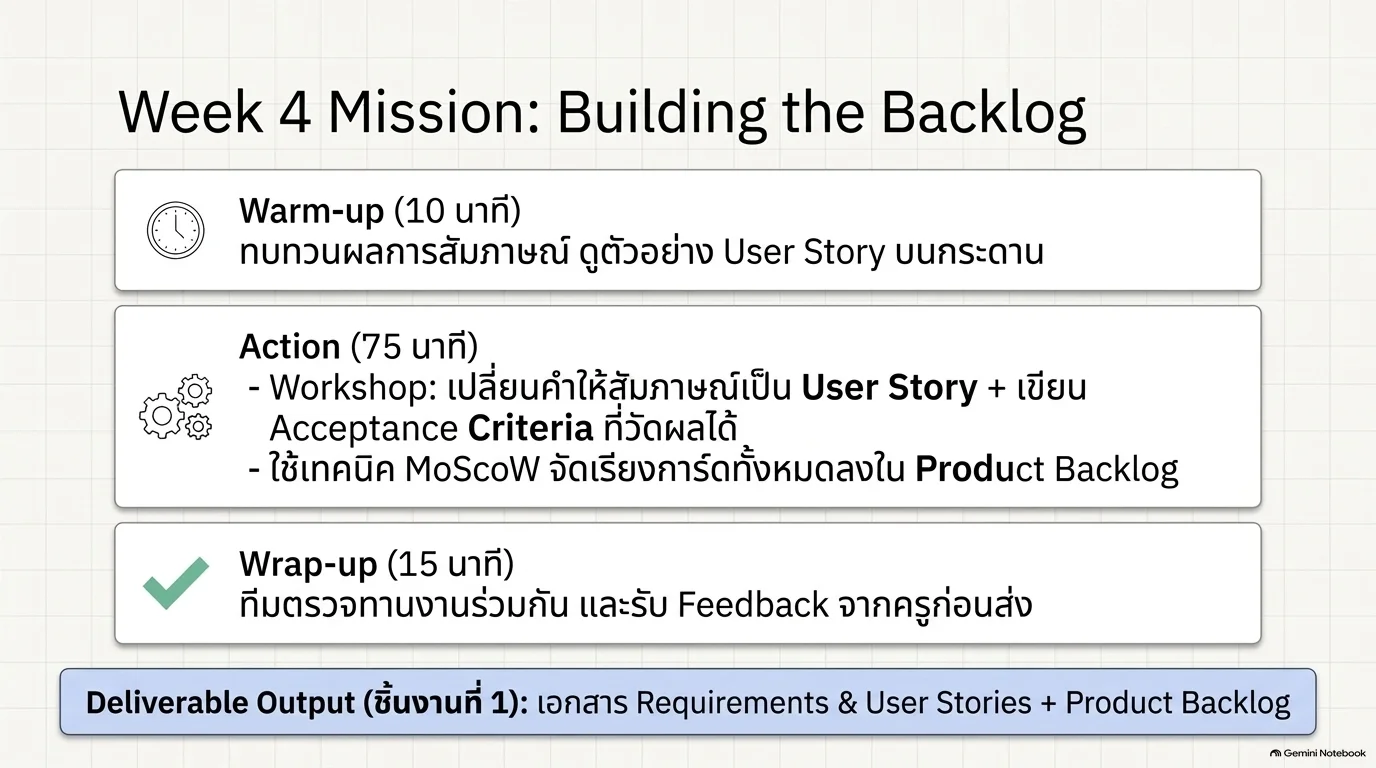 Week 4 Mission: Building the Backlog
Warm-up (10 นาที)
ทบทวนผลการสัมภาษณ์ ดูตัวอย่าง User Story บนกระดาน
Action (75 นาที)
- Workshop: เปลี่ยนคำให้สัมภาษณ์เป็น User Story + เขียน
Acceptance Criteria ที่วัดผลได้
- ใช้เทคนิค MoScoW จัดเรียงการ์ดทั้งหมดลงใน Product Backlog
Wrap-up (15 นาที)
ทีมตรวจทานงานร่วมกัน และรับ Feedback จากครูก่อนส่ง
Deliverable Output (ชิ้นงานที่ 1): เอกสาร Requirements & User Stories + Product Backlog
Gemini Notebook